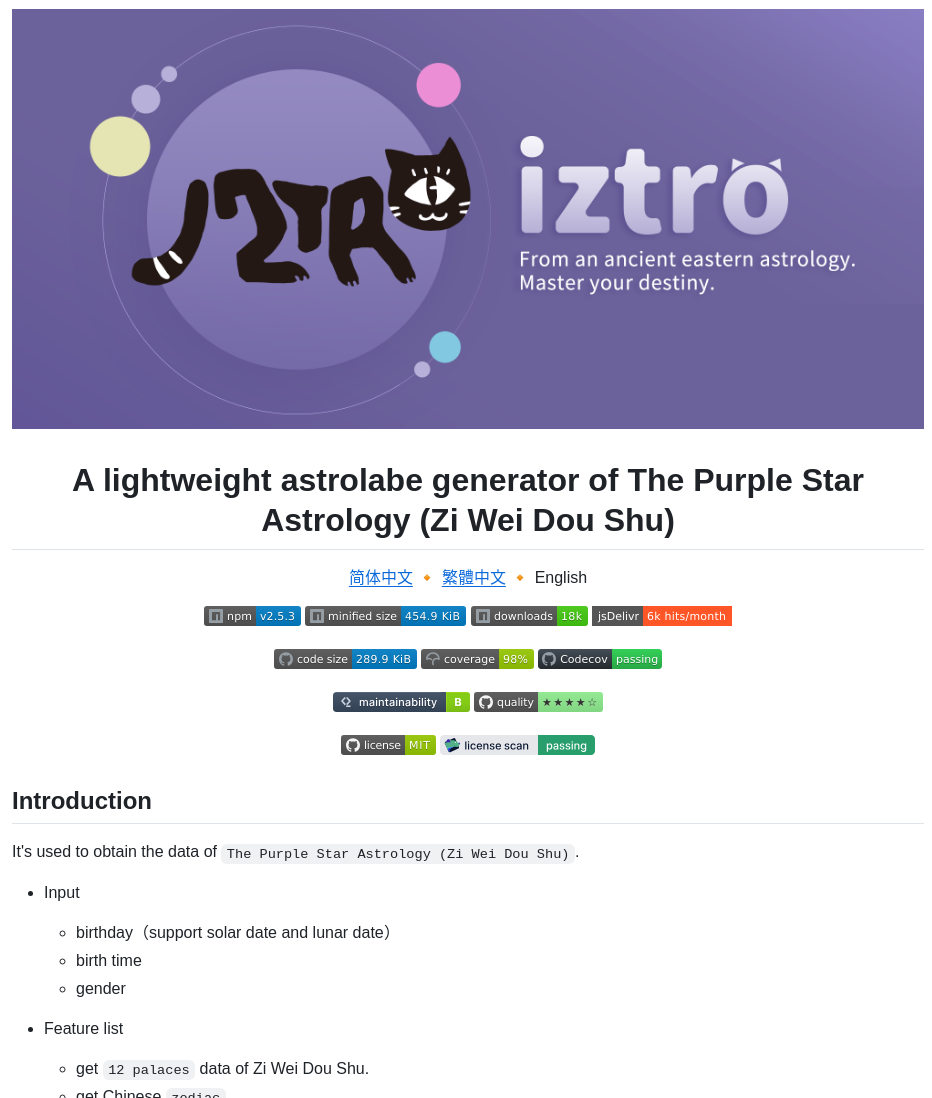 IZTRO
iztro
From an ancient eastern astrology.
Master your destiny.
A lightweight astrolabe generator of The Purple Star
Astrology (Zi Wei Dou Shu)
简体中文 🔸 繁體中文 🔸 English
npm v2.5.3 minified size 454.9 KiB downloads 18k jsDelivr 6k hits/month
code size 289.9 KiB coverage 98% Codecov passing
maintainability B quality ★★★★☆
license MIT license scan passing
Introduction
It's used to obtain the data of The Purple Star Astrology (Zi Wei Dou Shu).
• Input
◦ birthday（support solar date and lunar date）
◦ birth time
◦ gender
• Feature list
◦ get 12 palaces data of Zi Wei Dou Shu.
◦ get Chinese zodiac